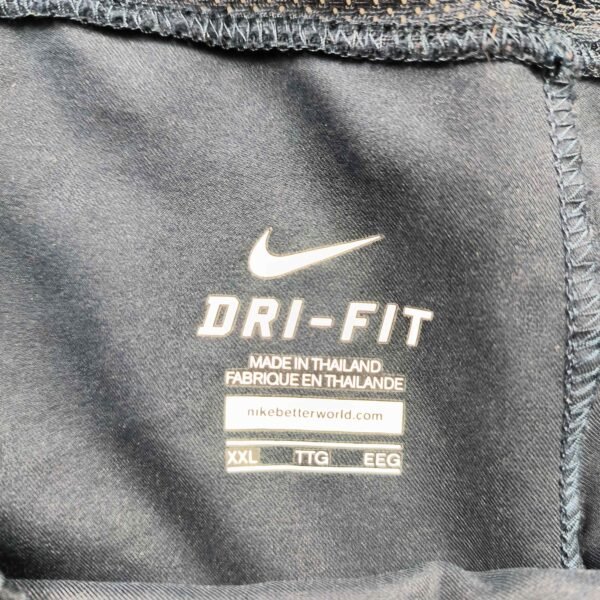 DRI-FIT
MADE IN THAILAND
FABRIQUE EN THAILANDE
nikebetterworld.com
XXL TTG EEG